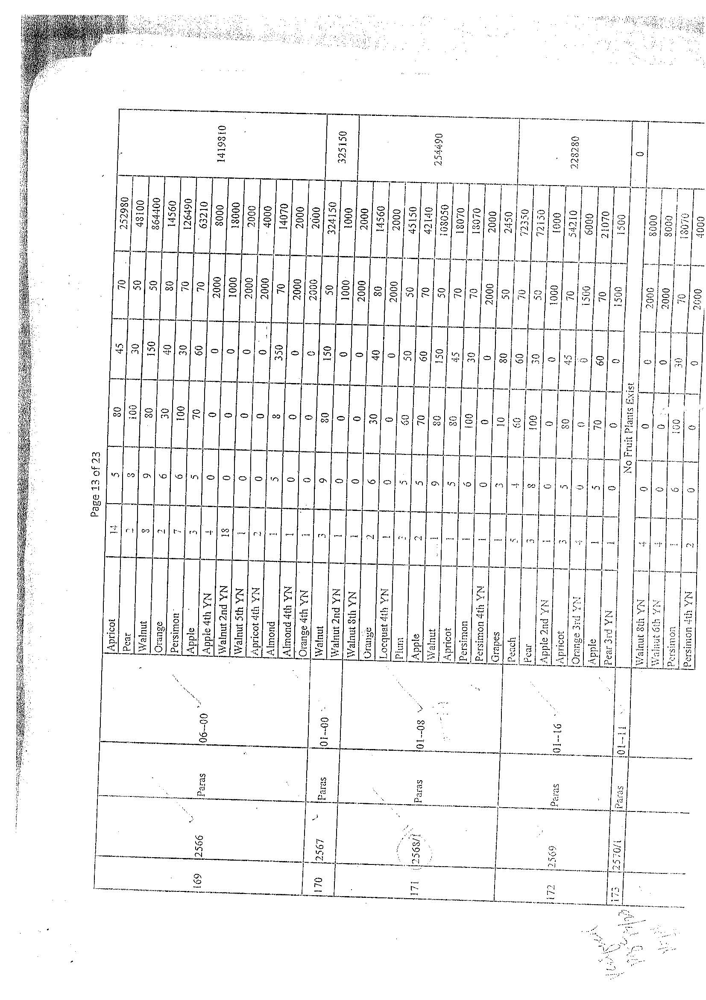 Page 13 of 23
Apricot 14 5 80 45 70 252980
Pear 2 8 100 30 50 48100
Walnut 8 9 80 150 50 864400
Orange 2 6 30 40 80 14560
Persimon 7 6 100 30 70 126490
Apple 3 5 70 60 70 63210
169 2566 Paras 06--00 Apple 4th YN 4 0 0 0 2000 8000 1419810
Walnut 2nd YN 18 0 0 0 1000 18000
Walnut 5th YN 1 0 0 0 2000 2000
Apricot 4th YN 2 0 0 0 2000 4000
Almond 1 5 8 350 70 14070
Almond 4th YN 1 0 0 0 2000 2000
Orange 4th YN 1 0 0 0 2000 2000
170 2567 Paras 01--00 Walnut 3 9 80 150 50 324150 325150
Walnut 2nd YN 1 0 0 0 1000 1000
Walnut 8th YN 1 0 0 0 2000 2000
Orange 2 6 30 40 80 14560
Locquat 4th YN 1 0 0 0 2000 2000
Plum 3 5 60 50 50 45150
171 2568/1 Paras 01--08 Apple 2 5 70 60 70 42140 254490
Walnut 1 9 80 150 50 108050
Apricot 1 5 80 45 70 18070
Persimon 1 6 100 30 70 18070
Persimon 4th YN 1 0 0 0 2000 2000
Grapes 1 3 10 80 50 2450
Peach 5 4 60 60 70 72350
Pear 3 8 100 30 50 72150
Apple 2nd YN 1 0 0 0 1000 1000
172 2569 Paras 01--16 Apricot 3 5 80 45 70 54210 228280
Orange 3rd YN 4 0 0 0 1500 6000
Apple 1 5 70 60 70 21070
Pear 3rd YN 1 0 0 0 1500 1500
173 2570/1 Paras 01--11 No Fruit Plants Exist 0
Walnut 8th YN 4 0 0 0 2000 8000
Walnut 6th YN 4 0 0 0 2000 8000
Persimon 1 6 100 30 70 18070
Persimon 4th YN 2 0 0 0 2000 4000